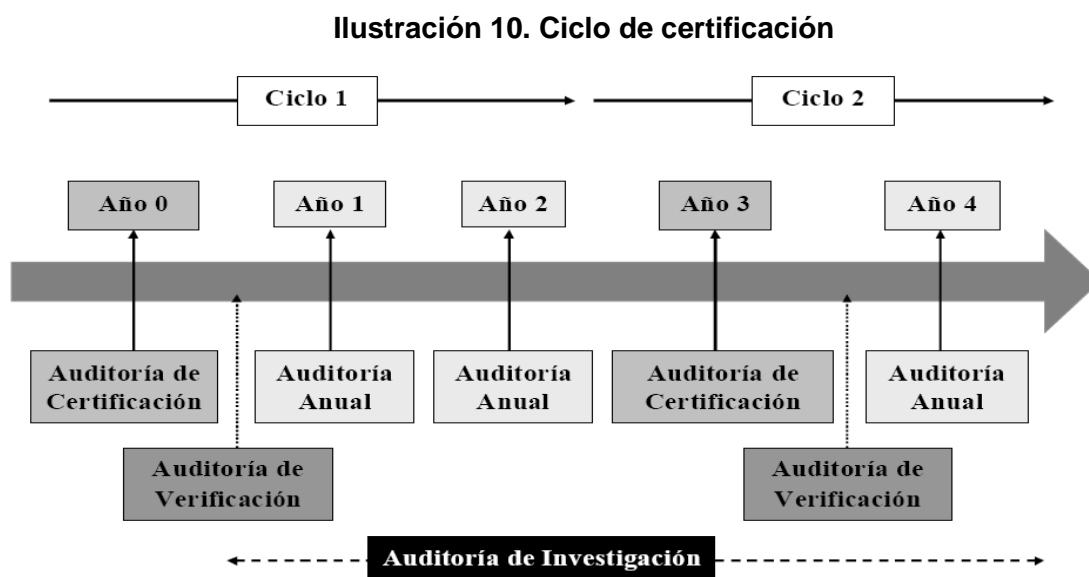 Ilustración 10. Ciclo de certificación
Ciclo 1
Ciclo 2
Año 0
Año 1
Año 2
Año 3
Año 4
Auditoría de
Certificación
Auditoría
Anual
Auditoría
Anual
Auditoría de
Certificación
Auditoría
Anual
Auditoría de
Verificación
Auditoría de
Verificación
Auditoría de Investigación